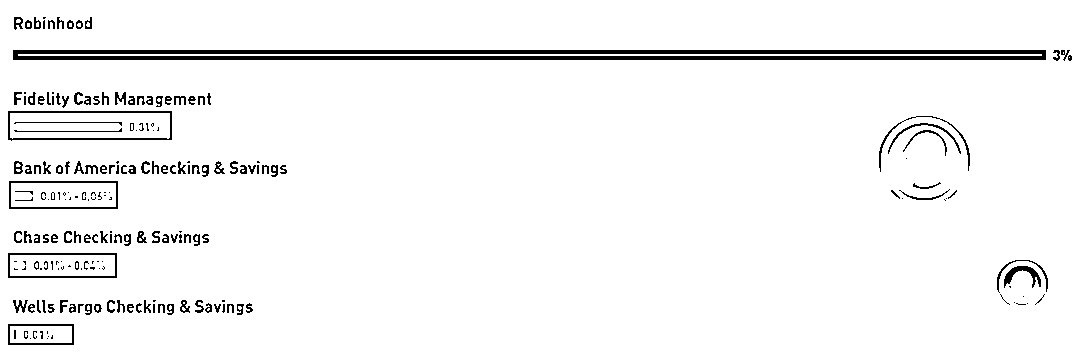 Robinhood
3%
Fidelity Cash Management
0.31%
Bank of America Checking & Savings
0.01% - 0.06%
Chase Checking & Savings
0.01% - 0.04%
Wells Fargo Checking & Savings
0.01%